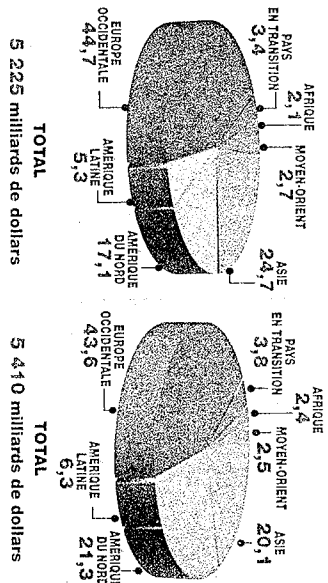 PAYS
EN TRANSITION
3,4
AFRIQUE
2,1
MOYEN-ORIENT
2,7
ASIE
24,7
EUROPE
OCCIDENTALE
44,7
AMÉRIQUE
LATINE
5,3
AMÉRIQUE
DU NORD
17,1
TOTAL
5 225 milliards de dollars
PAYS
EN TRANSITION
3,8
AFRIQUE
2,4
MOYEN-ORIENT
2,5
ASIE
20,1
EUROPE
OCCIDENTALE
43,6
AMÉRIQUE
LATINE
6,3
AMÉRIQUE
DU NORD
21,3
TOTAL
5 410 milliards de dollars